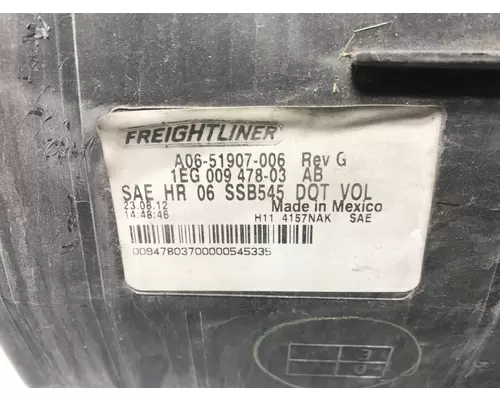 FREIGHTLINER
A06-51907-006 Rev G
1EG 009 478-03 AB
SAE HR 06 SSB545 DOT VOL
23.08.12 Made in Mexico
14:48:46 H11 4157NAK SAE
00947803700000545335
E